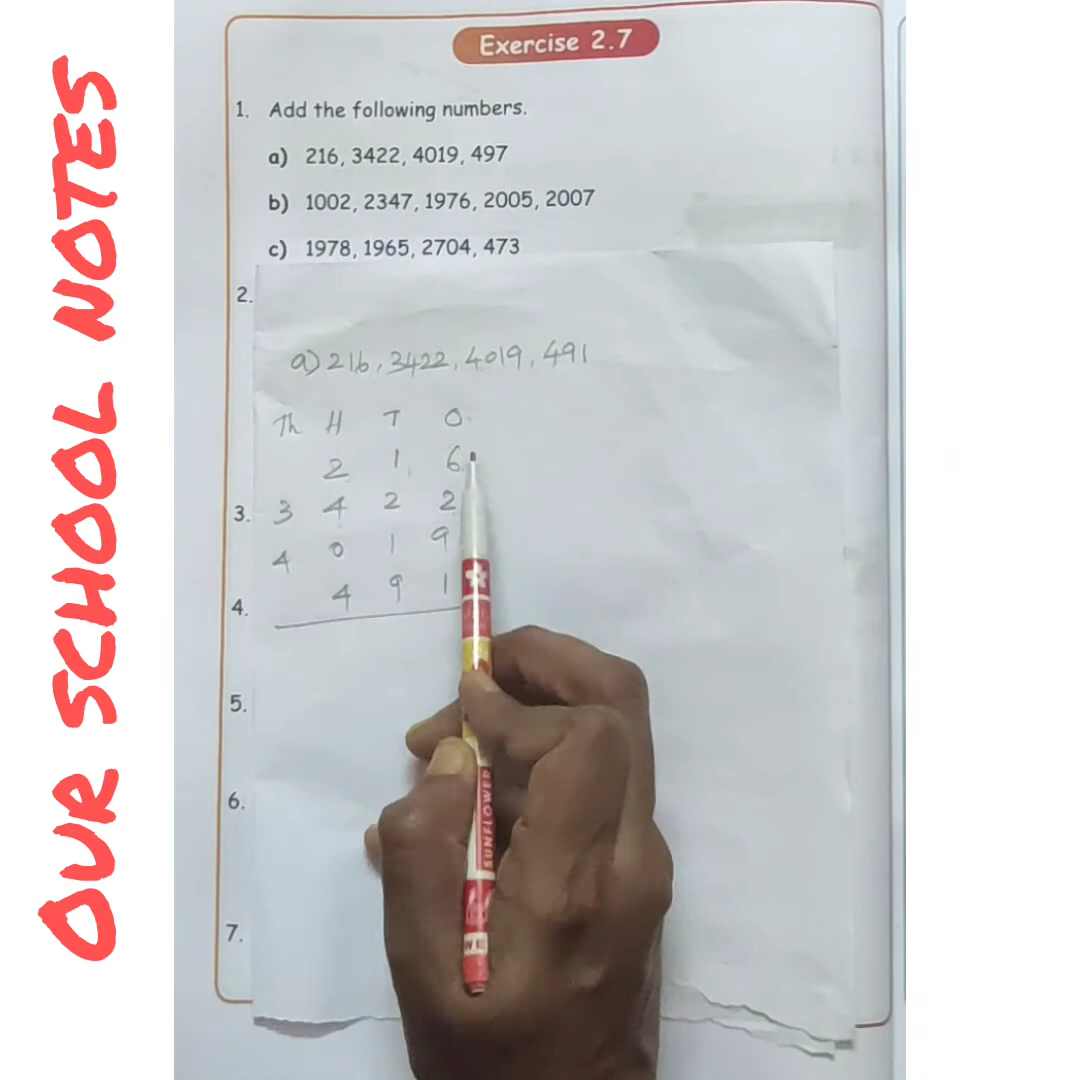 OUR SCHOOL NOTES
Exercise 2.7
1. Add the following numbers.
a) 216, 3422, 4019, 497
b) 1002, 2347, 1976, 2005, 2007
c) 1978, 1965, 2704, 473
2.
a) 216, 3422, 4019, 491
Th H T O.
2 1 6
3. 3 4 2 2
4 0 1 9
4. 4 9 1
5.
6.
7.
SUNFLOWER
WE